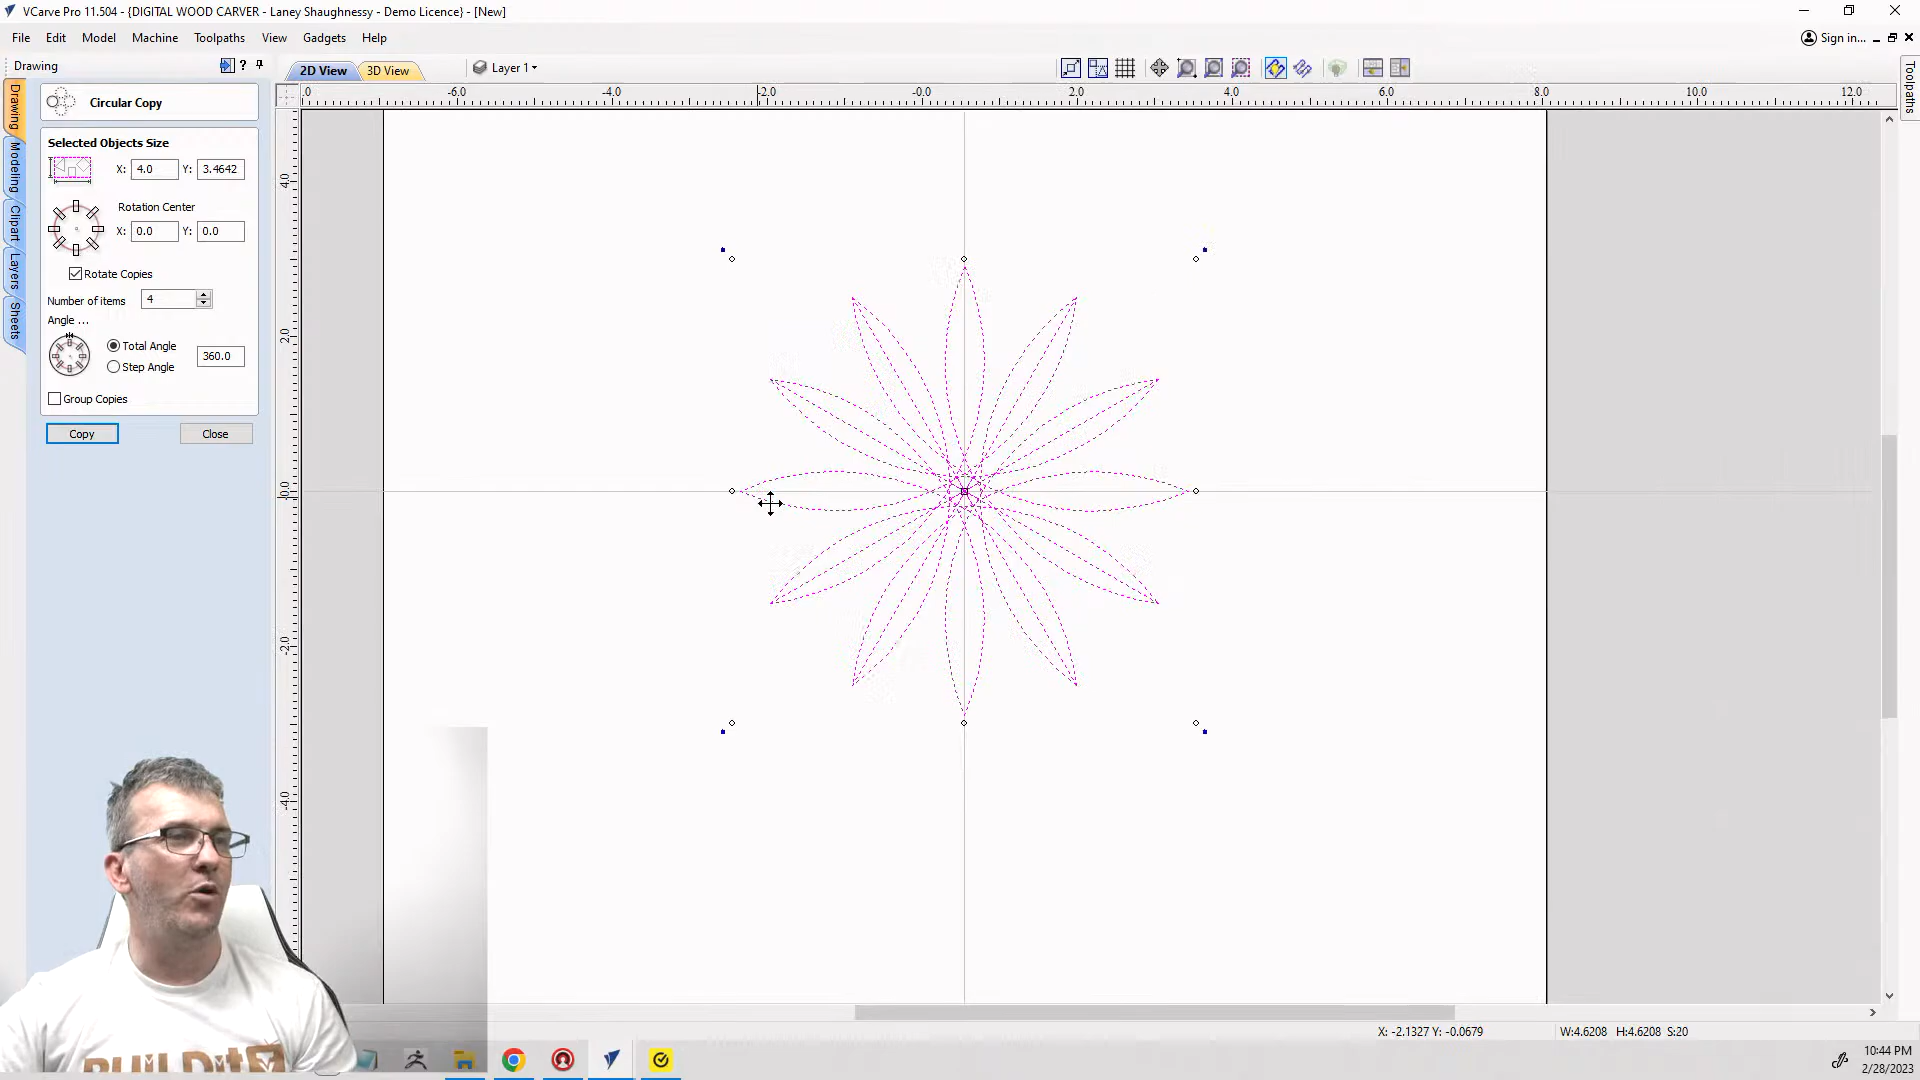 VCarve Pro 11.504 - {DIGITAL WOOD CARVER - Laney Shaughnessy - Demo Licence} - [New]
File Edit Model Machine Toolpaths View Gadgets Help
Sign in...
Drawing
2D View 3D View
Layer 1
Toolpaths
Drawing
Modeling
Clipart
Layers
Sheets
Circular Copy
Selected Objects Size
X: 4.0 Y: 3.4642
Rotation Center
X: 0.0 Y: 0.0
Rotate Copies
Number of items 4
Angle ...
Total Angle
360.0
Step Angle
Group Copies
Copy Close
.0 -6.0 -4.0 -2.0 -0.0 2.0 4.0 6.0 8.0 10.0 12.0
4.0
2.0
0.0
-2.0
-4.0
X: -2.1327 Y: -0.0679
W:4.6208 H:4.6208 S:20
10:44 PM
2/28/2023